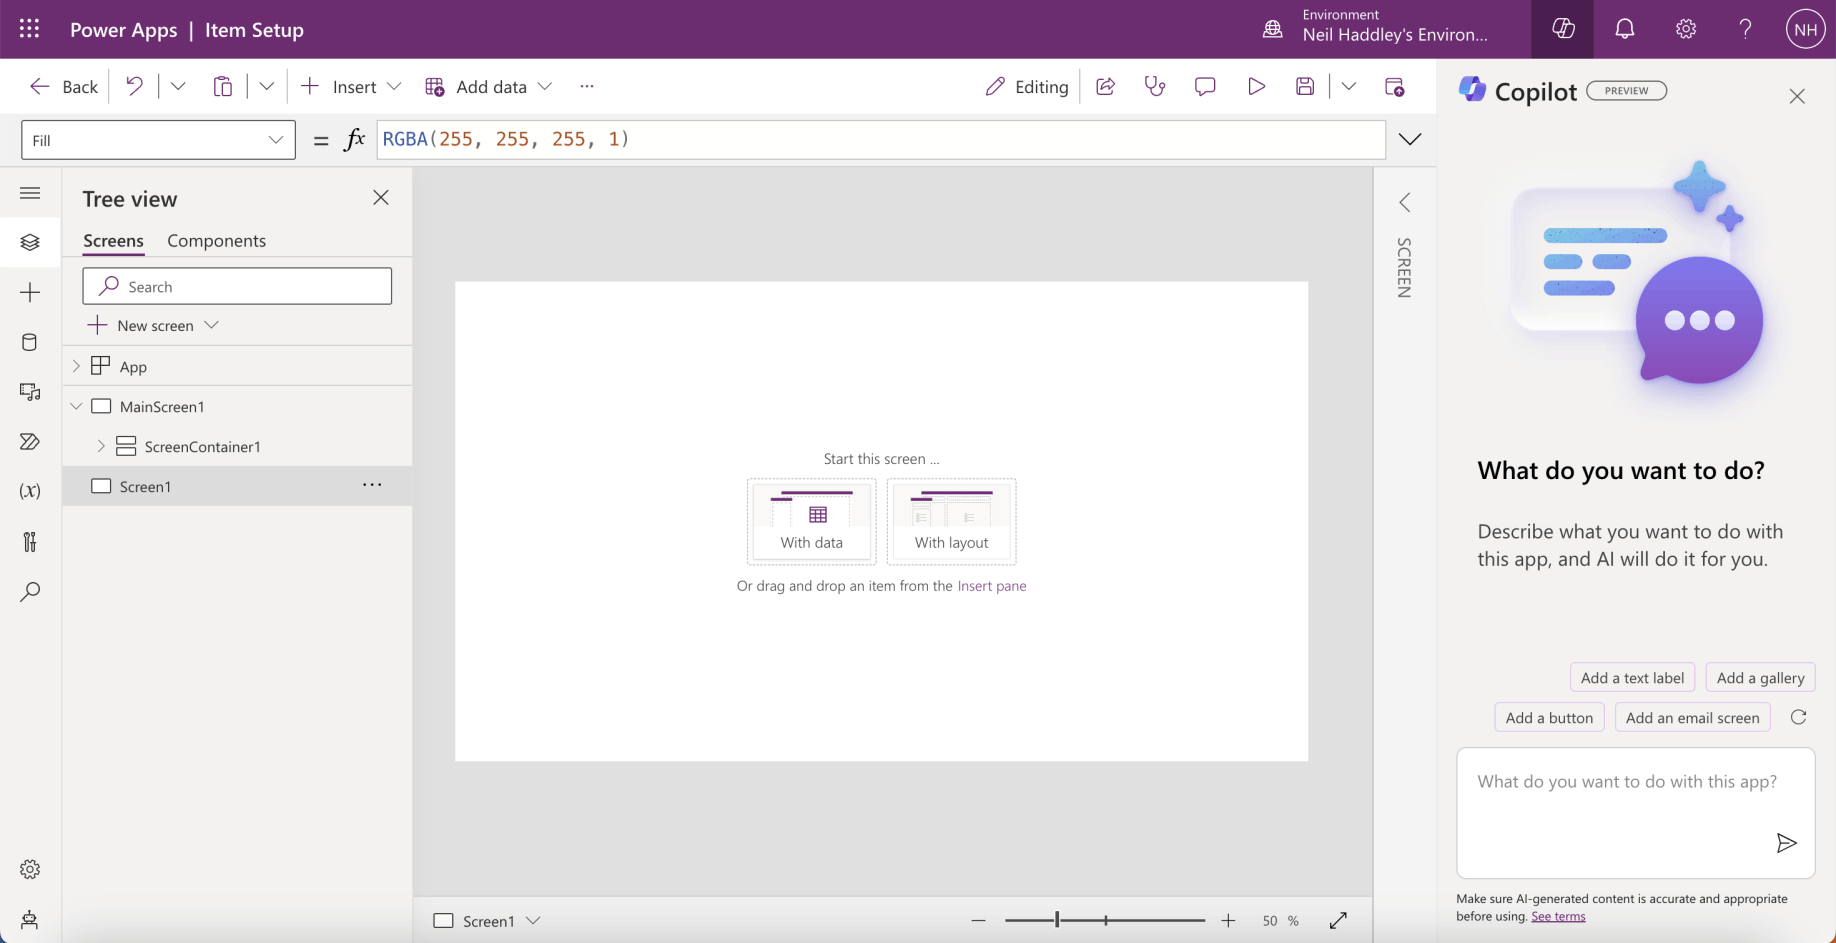 Power Apps | Item Setup
Environment
Neil Haddley's Environ...
NH
Back
Insert
Add data
...
Editing
Fill
= fx
RGBA(255, 255, 255, 1)
Tree view
Screens
Components
Search
New screen
App
MainScreen1
ScreenContainer1
Screen1
...
(x)
Start this screen ...
With data
With layout
Or drag and drop an item from the Insert pane
Screen1
50 %
SCREEN
Copilot
PREVIEW
What do you want to do?
Describe what you want to do with
this app, and AI will do it for you.
Add a text label
Add a gallery
Add a button
Add an email screen
What do you want to do with this app?
Make sure AI-generated content is accurate and appropriate
before using. See terms